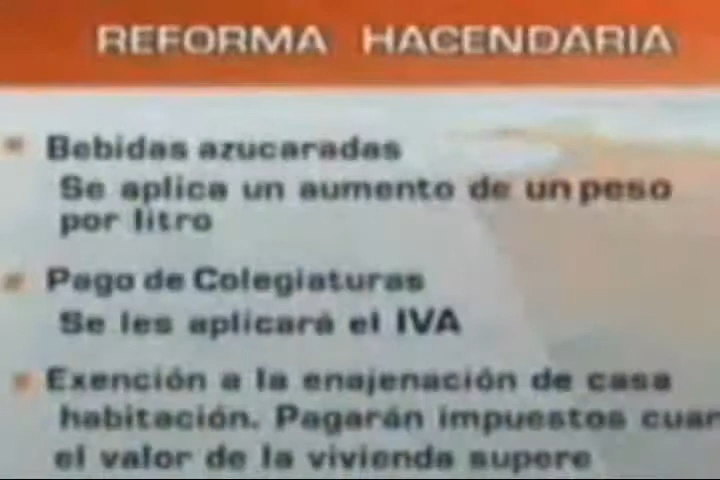 REFORMA HACENDARIA
Bebidas azucaradas
Se aplica un aumento de un peso
por litro
Pago de Colegiaturas
Se les aplicará el IVA
Exención a la enajenación de casa
habitación. Pagarán impuestos cuan
el valor de la vivienda supere